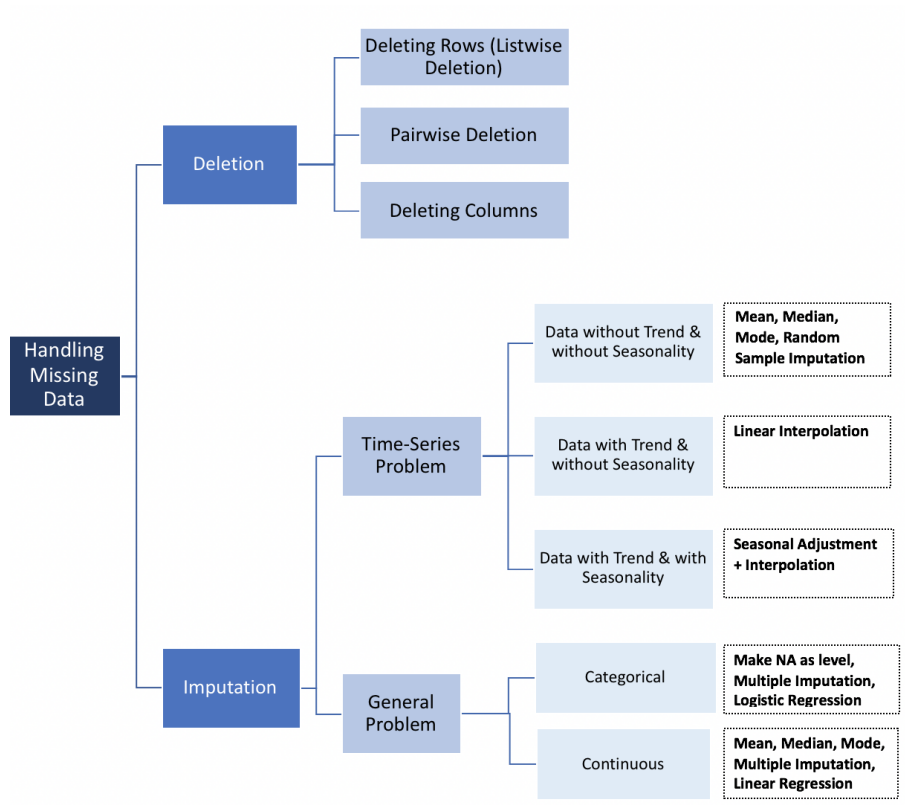 Deleting Rows (Listwise
Deletion)
Pairwise Deletion
Deletion
Deleting Columns
Handling
Missing
Data
Data without Trend &
without Seasonality
Mean, Median,
Mode, Random
Sample Imputation
Time-Series
Problem
Data with Trend &
without Seasonality
Linear Interpolation
Data with Trend & with
Seasonality
Seasonal Adjustment
+ Interpolation
Imputation
General
Problem
Categorical
Make NA as level,
Multiple Imputation,
Logistic Regression
Continuous
Mean, Median, Mode,
Multiple Imputation,
Linear Regression